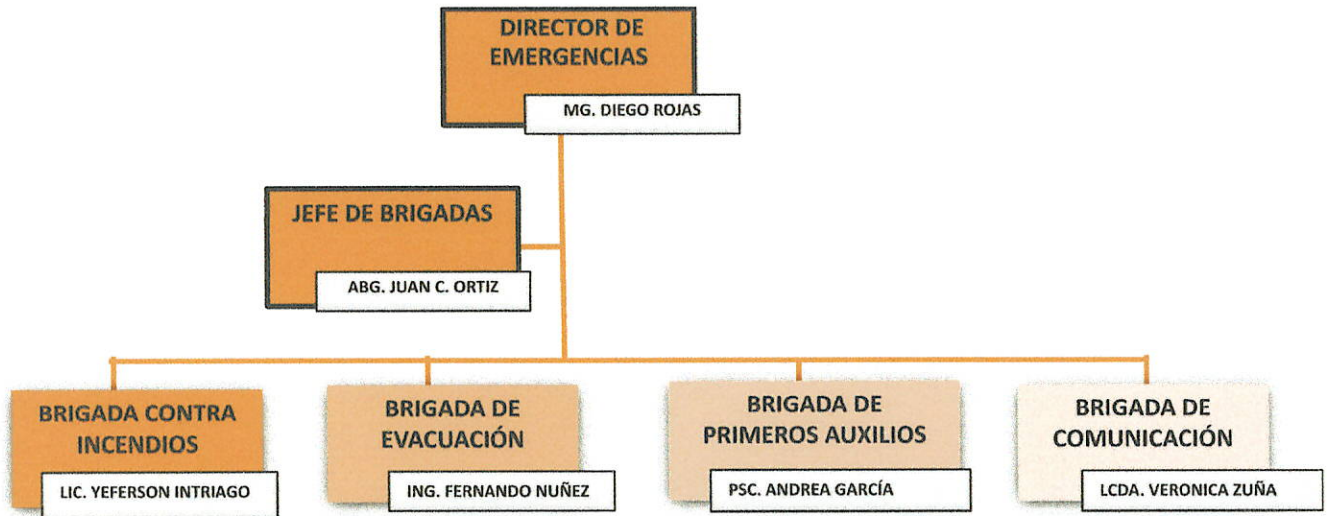 DIRECTOR DE
EMERGENCIAS
MG. DIEGO ROJAS
JEFE DE BRIGADAS
ABG. JUAN C. ORTIZ
BRIGADA CONTRA
INCENDIOS
LIC. YEFERSON INTRIAGO
BRIGADA DE
EVACUACIÓN
ING. FERNANDO NUÑEZ
BRIGADA DE
PRIMEROS AUXILIOS
PSC. ANDREA GARCÍA
BRIGADA DE
COMUNICACIÓN
LCDA. VERONICA ZUÑA